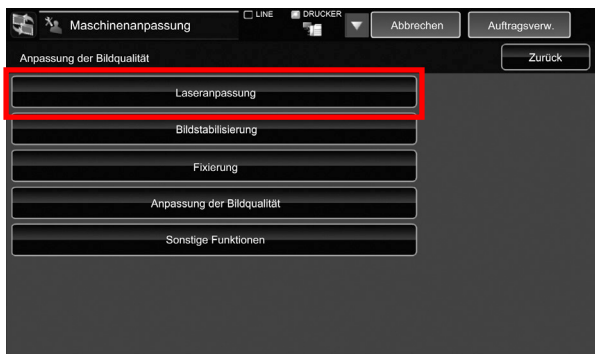 Maschinenanpassung
LINE
DRUCKER
Abbrechen
Auftragsverw.
Anpassung der Bildqualität
Zurück
Laseranpassung
Bildstabilisierung
Fixierung
Anpassung der Bildqualität
Sonstige Funktionen